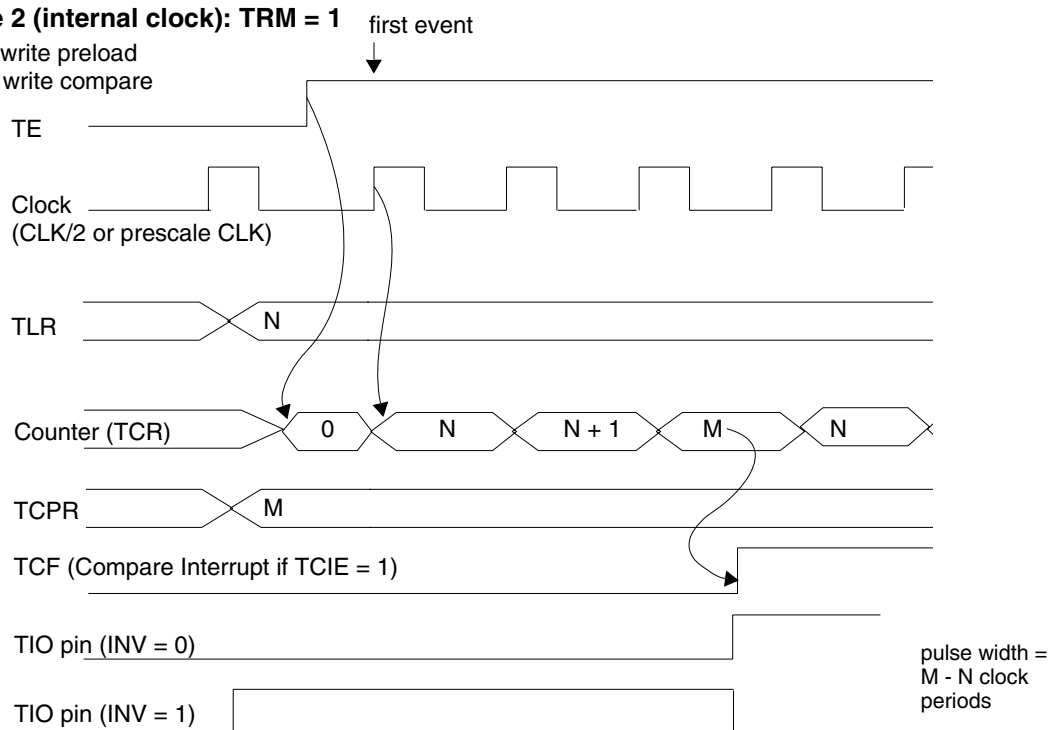 2 (internal clock): TRM = 1
first event
write preload
write compare
TE
Clock
(CLK/2 or prescale CLK)
TLR
N
Counter (TCR)
0
N
N + 1
M
N
TCPR
M
TCF (Compare Interrupt if TCIE = 1)
TIO pin (INV = 0)
pulse width =
M - N clock
periods
TIO pin (INV = 1)